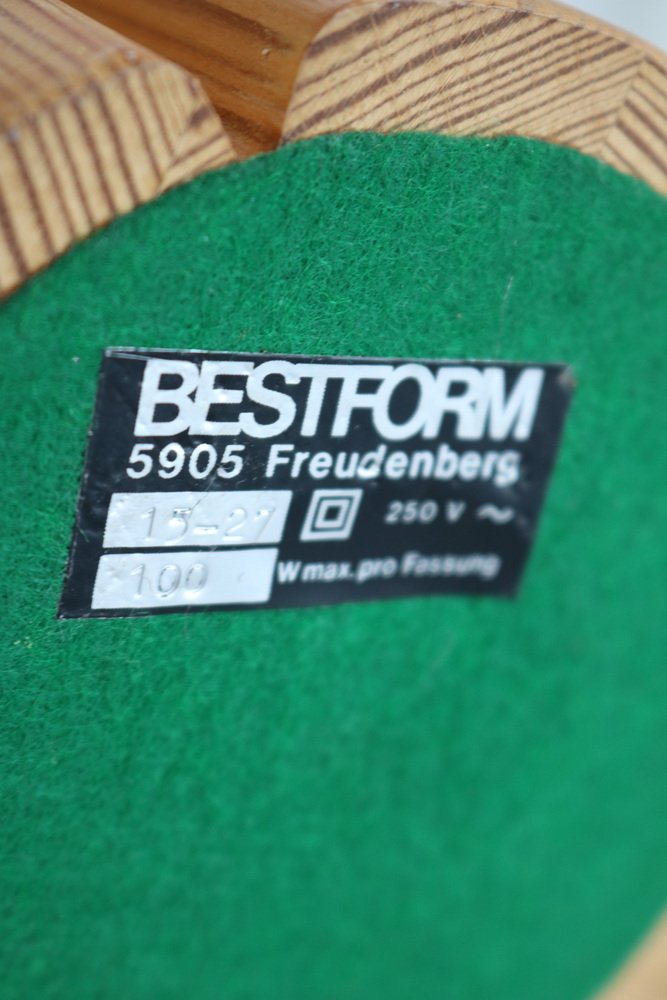 BESTFORM
5905 Freudenberg
15-27 250 V ~
100 W max. pro Fassung